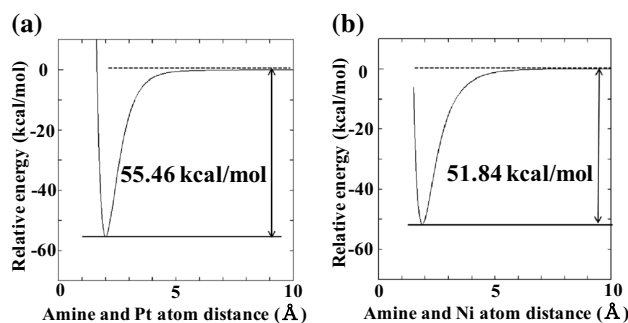 (a)
Relative energy (kcal/mol)
0
-20
-40
-60
55.46 kcal/mol
0
5
10
Amine and Pt atom distance (Å)
(b)
Relative energy (kcal/mol)
0
-20
-40
-60
51.84 kcal/mol
0
5
10
Amine and Ni atom distance (Å)